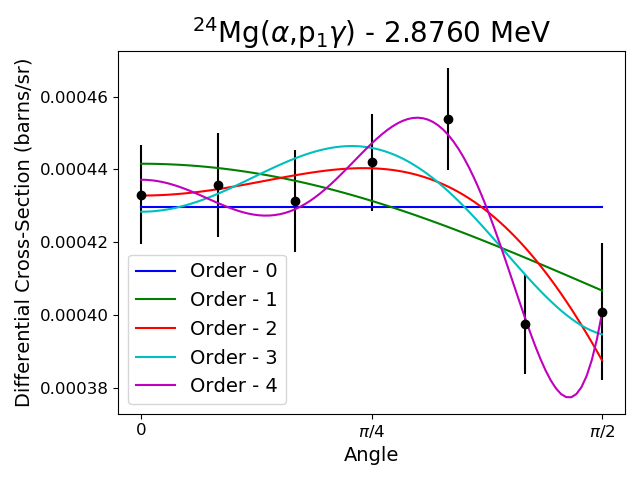 ²⁴Mg(α,p₁γ) - 2.8760 MeV
Differential Cross-Section (barns/sr)
0.00046
0.00044
0.00042
0.00040
0.00038
Order - 0
Order - 1
Order - 2
Order - 3
Order - 4
0 π/4 π/2
Angle